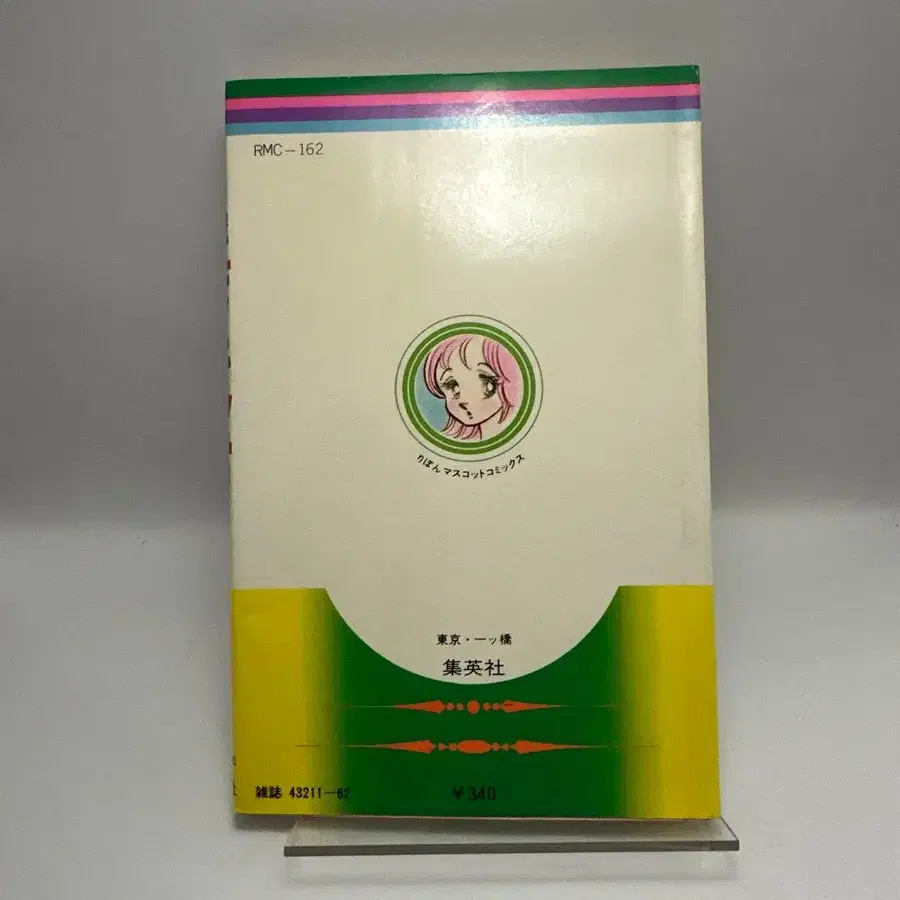 RMC-162
りぼんマスコットコミックス
東京・一ッ橋
集英社
雑誌 43211-62
¥340